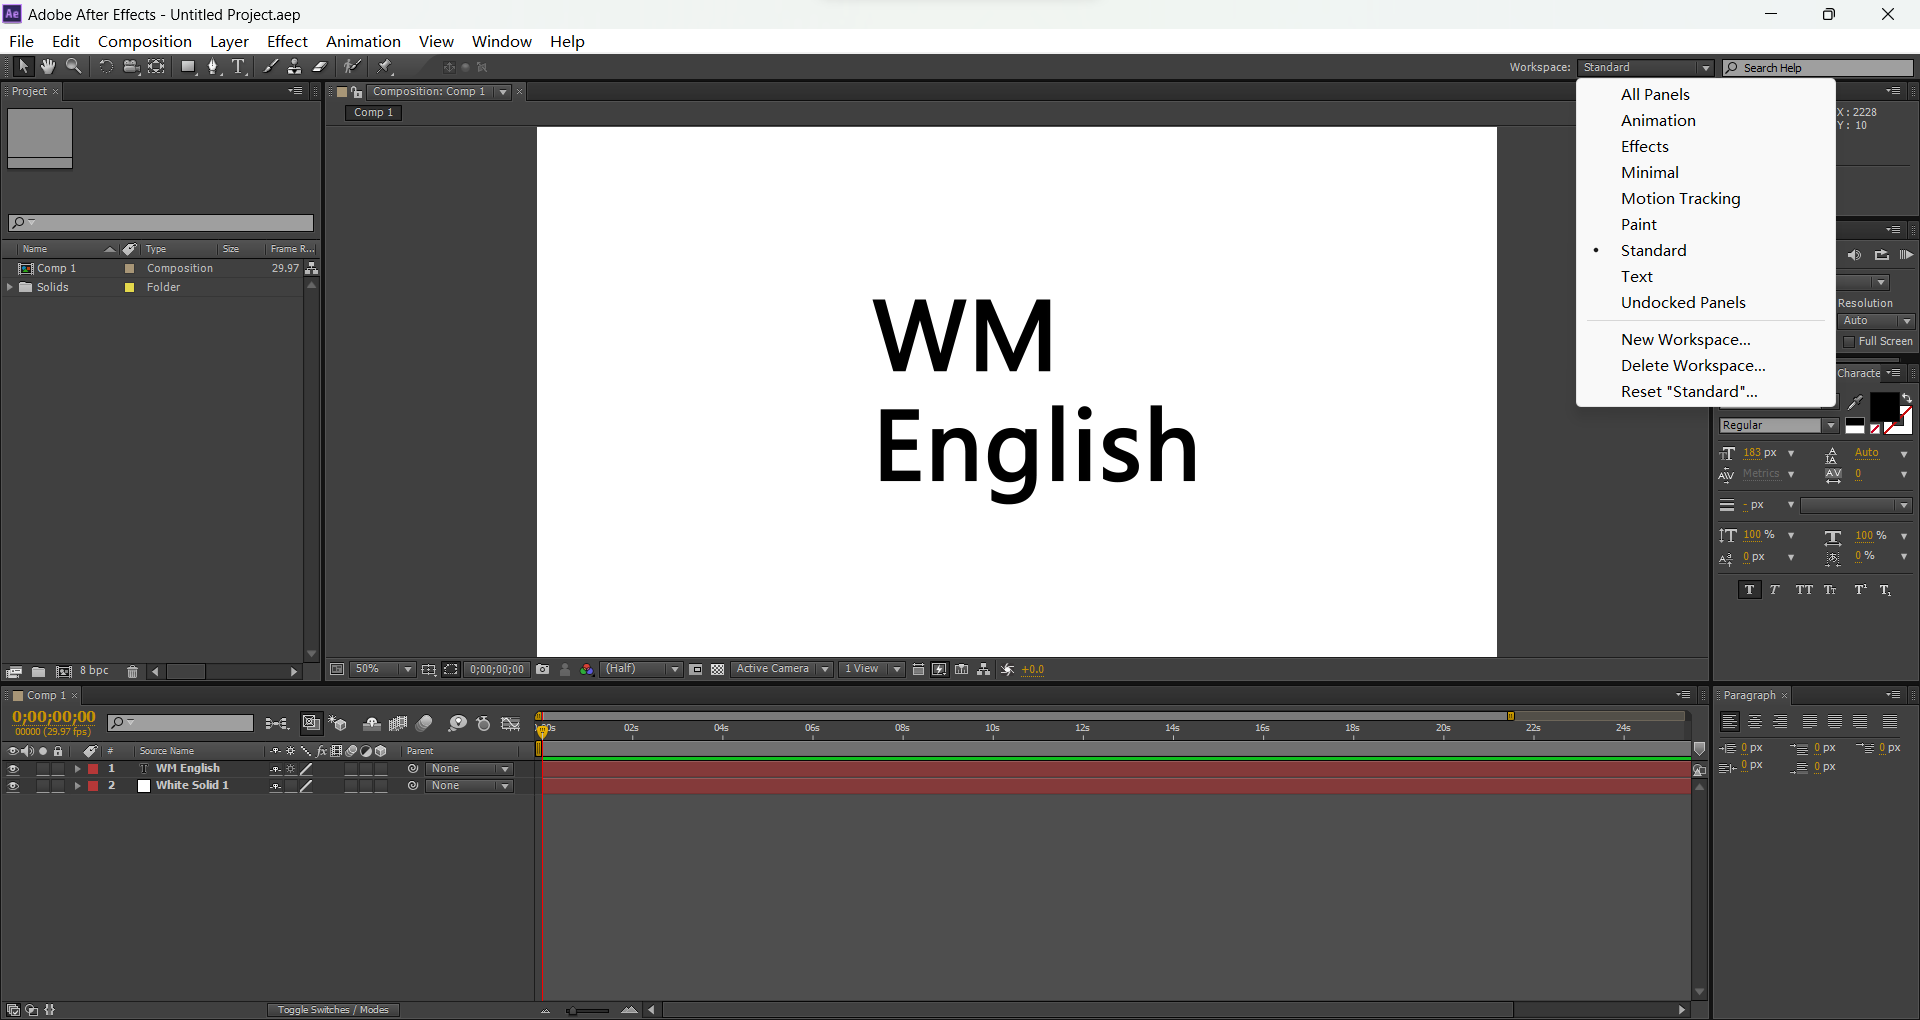 Ae Adobe After Effects - Untitled Project.aep
File Edit Composition Layer Effect Animation View Window Help
Workspace: Standard Search Help
Project
Composition: Comp 1
Comp 1
All Panels
Animation
Effects
Minimal
Motion Tracking
Paint
• Standard
Text
Undocked Panels
New Workspace...
Delete Workspace...
Reset "Standard"...
X: 2228
Y: 10
Resolution
Auto
Full Screen
Characte
Regular
183 px Auto
Metrics 0
- px
100 % 100 %
0 px 0 %
T T TT Tt T¹ T₁
Name Type Size Frame R...
Comp 1 Composition 29.97
Solids Folder
WM
English
8 bpc
50% 0;00;00;00 (Half) Active Camera 1 View +0.0
Comp 1
0;00;00;00
00000 (29.97 fps)
00s 02s 04s 06s 08s 10s 12s 14s 16s 18s 20s 22s 24s
# Source Name fx Parent
1 T WM English None
2 White Solid 1 None
Toggle Switches / Modes
Paragraph
0 px 0 px 0 px
0 px 0 px